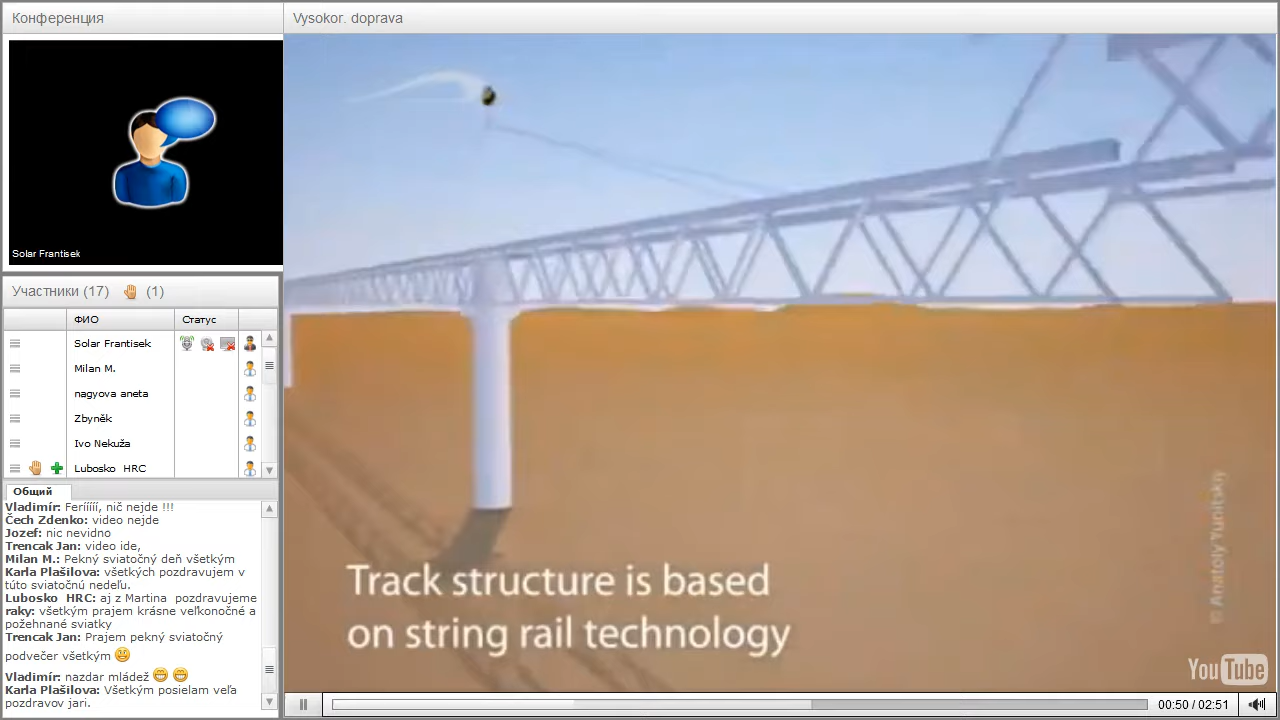 Конференция
Vysokor. doprava
Solar Frantisek
Участники (17) (1)
ФИО Статус
Solar Frantisek
Milan M.
nagyova aneta
Zbyněk
Ivo Nekuža
Lubosko HRC
Общий
Vladimír: Ferííííí, nič nejde !!!
Čech Zdenko: video nejde
Jozef: nic nevidno
Trencak Jan: video ide,
Milan M.: Pekný sviatočný deň všetkým
Karla Plašilova: všetkých pozdravujem v
túto sviatočnú nedeľu.
Lubosko HRC: aj z Martina pozdravujeme
raky: všetkým prajem krásne veľkonočné a
požehnané sviatky
Trencak Jan: Prajem pekný sviatočný
podvečer všetkým
Vladimír: nazdar mládež
Karla Plašilova: Všetkým posielam veľa
pozdravov jari.
Track structure is based
on string rail technology
© Anatoly Yunitskiy
YouTube
00:50 / 02:51